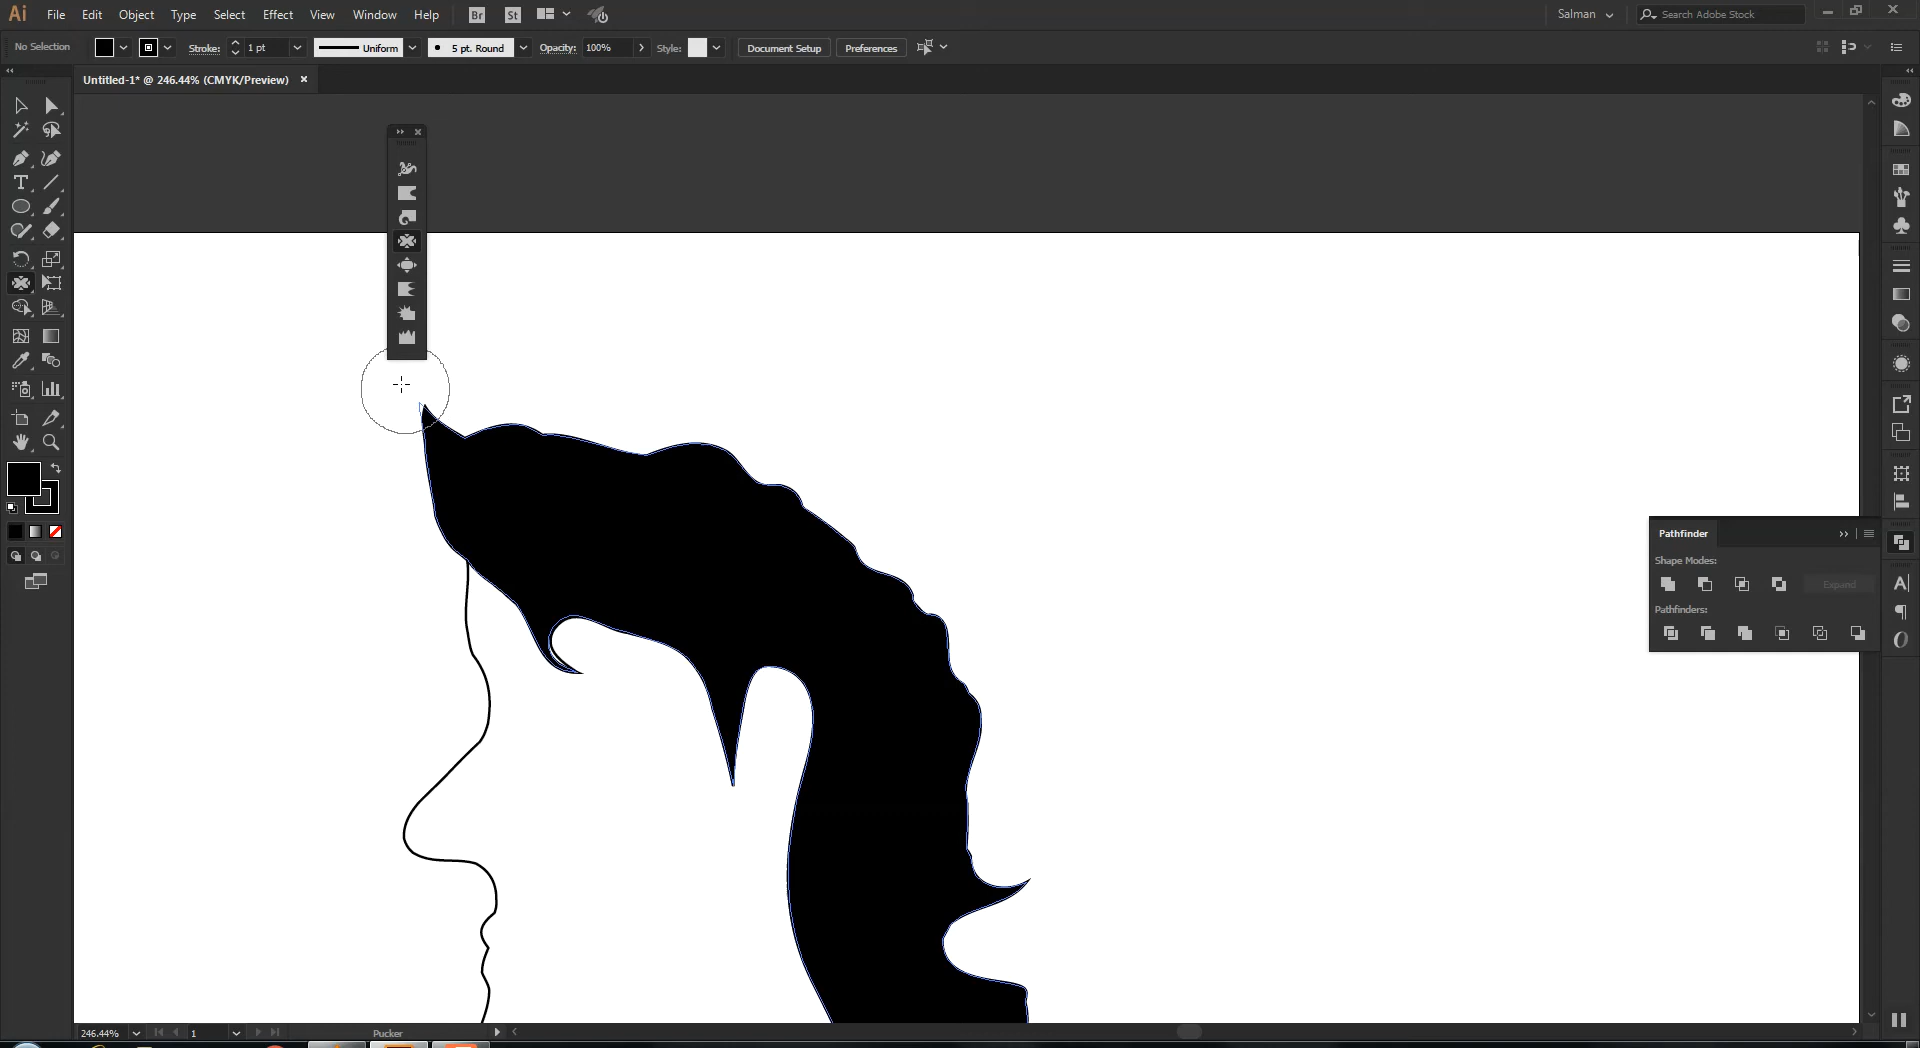 Ai File Edit Object Type Select Effect View Window Help Br St Salman Search Adobe Stock
No Selection Stroke: 1 pt Uniform 5 pt. Round Opacity: 100% Style: Document Setup Preferences
Untitled-1* @ 246.44% (CMYK/Preview)
Pathfinder
Shape Modes:
Expand
Pathfinders:
246.44% 1 Pucker